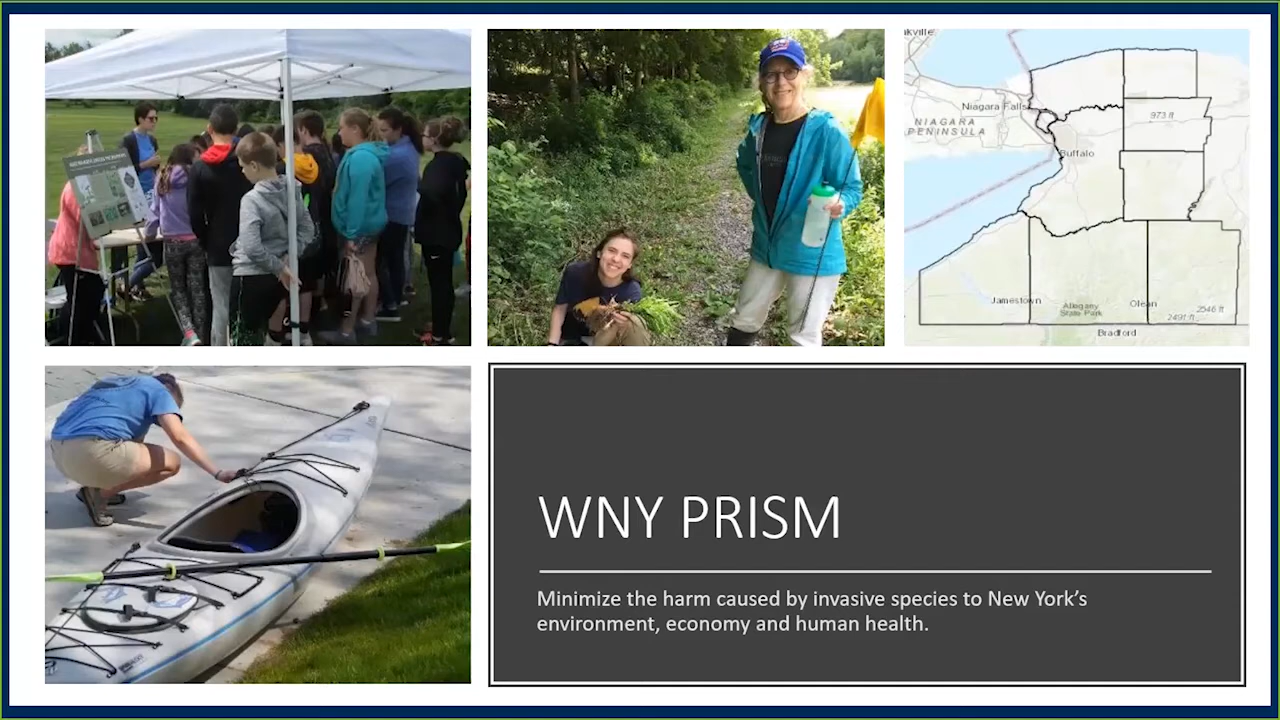 akville
Niagara Falls
NIAGARA
PENINSULA
973 ft
Buffalo
Jamestown
Allegany
State Park
Olean
2546 ft
2491 ft
Bradford
WNY PRISM
Minimize the harm caused by invasive species to New York's
environment, economy and human health.